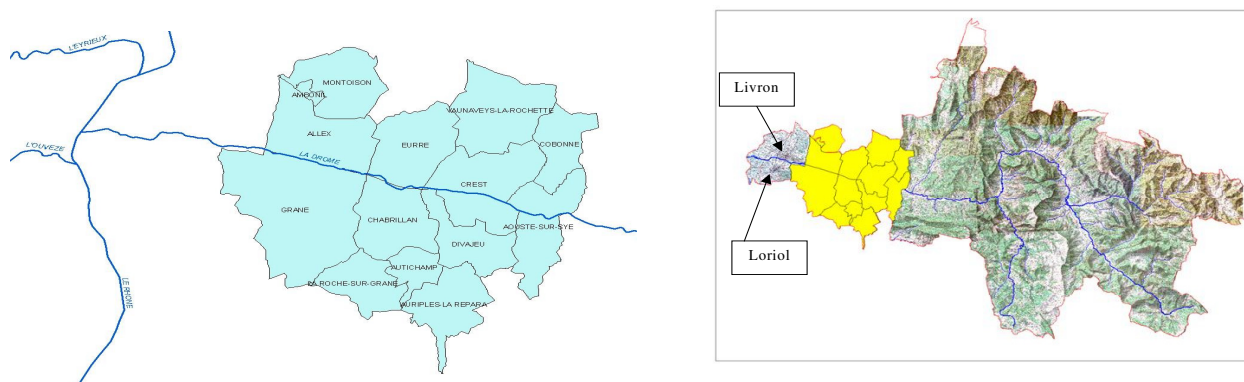 L'EYRIEUX
MONTOISON
AMBONIL
VAUNAVEYS-LA-ROCHETTE
ALLEX
L'OUVEZE
EURRE
COBONNE
LA DROME
CREST
GRANE
CHABRILLAN
AOUSTE-SUR-SYE
DIVAJEU
AUTICHAMP
LA ROCHE-SUR-GRANE
LE RHONE
AURIPLES-LA REPARA
Livron
Loriol